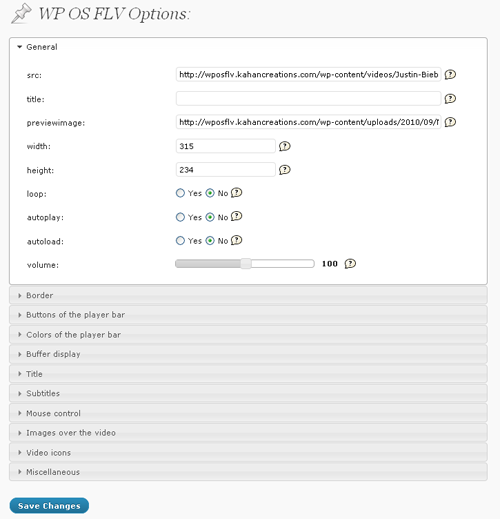 WP OS FLV Options:
General
src: http://wposflv.kahancreations.com/wp-content/videos/Justin-Bieb ?
title: ?
previewimage: http://wposflv.kahancreations.com/wp-content/uploads/2010/09/ ?
width: 315 ?
height: 234 ?
loop: Yes No ?
autoplay: Yes No ?
autoload: Yes No ?
volume: 100 ?
Border
Buttons of the player bar
Colors of the player bar
Buffer display
Title
Subtitles
Mouse control
Images over the video
Video icons
Miscellaneous
Save Changes